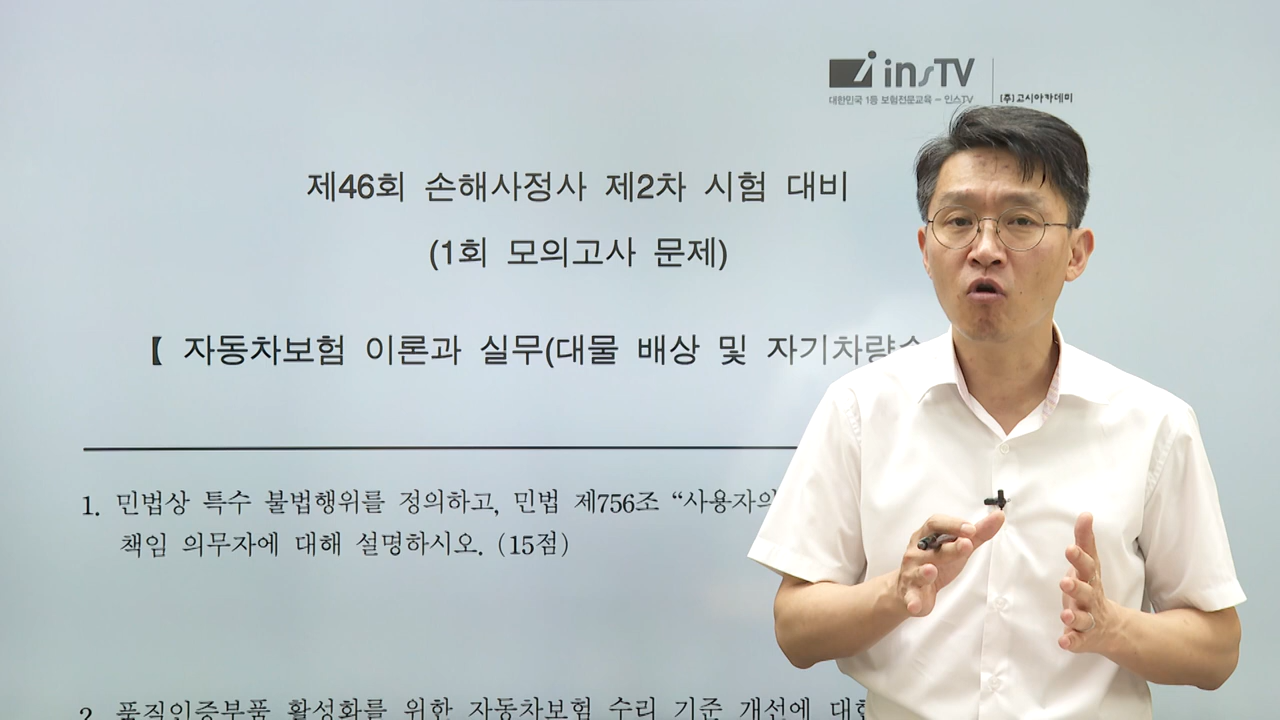 insTV
대한민국 1등 보험전문교육 - 인스TV
[주]고시아카데미
제46회 손해사정사 제2차 시험 대비
(1회 모의고사 문제)
【 자동차보험 이론과 실무(대물 배상 및 자기차량
1. 민법상 특수 불법행위를 정의하고, 민법 제756조 “사용자의
책임 의무자에 대해 설명하시오. (15점)
2. 품질인증부품 활성화를 위한 자동차보험 수리 기준 개선에 대한